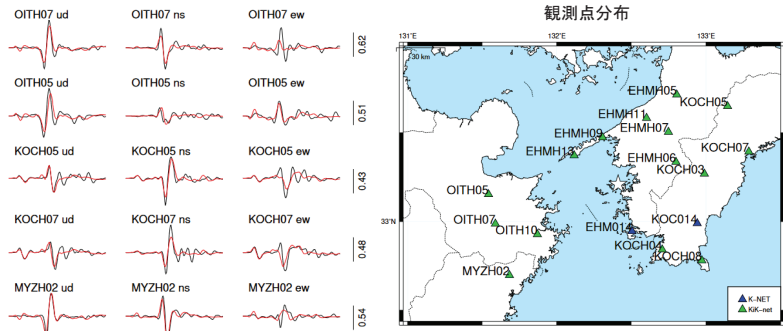 OITH07 ud OITH07 ns OITH07 ew
0.62
OITH05 ud OITH05 ns OITH05 ew
0.51
KOCH05 ud KOCH05 ns KOCH05 ew
0.43
KOCH07 ud KOCH07 ns KOCH07 ew
0.48
MYZH02 ud MYZH02 ns MYZH02 ew
0.54
観測点分布
131°E 132°E 133°E
30 km
EHMH05
KOCH05
EHMH11
EHMH07
EHMH09
KOCH07
EHMH13
EHMH06
KOCH03
OITH05
33°N
OITH07
KOC014
EHM014
OITH10
KOCH04
KOCH08
MYZH02
K-NET
KiK-net